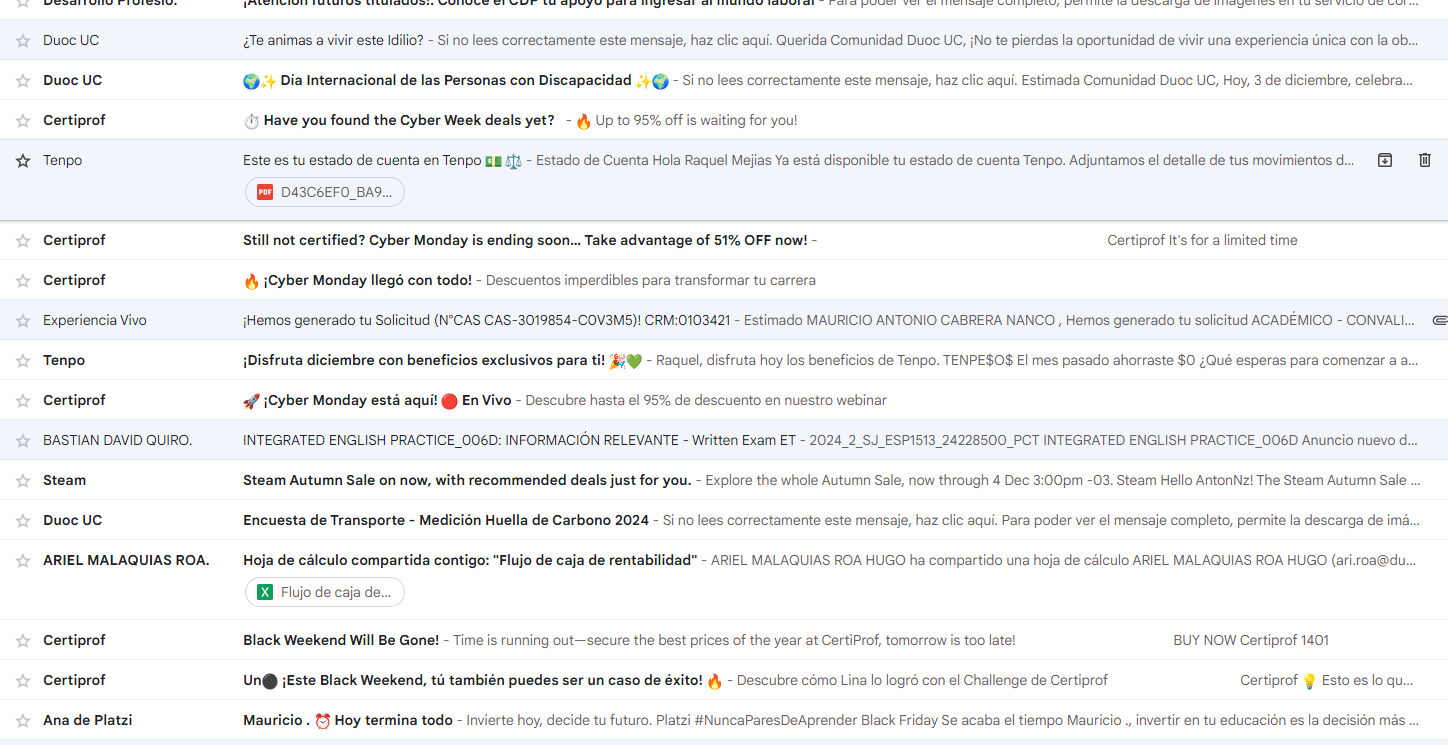 Desarrollo Profesio. ¡Atención futuros titulados!. Conoce el CDP tu apoyo para ingresar al mundo laboral - Para poder ver el mensaje completo, permite la descarga de imágenes en tu servicio de cor...
Duoc UC ¿Te animas a vivir este Idilio? - Si no lees correctamente este mensaje, haz clic aquí. Querida Comunidad Duoc UC, ¡No te pierdas la oportunidad de vivir una experiencia única con la ob...
Duoc UC 🌍✨ Día Internacional de las Personas con Discapacidad ✨🌍 - Si no lees correctamente este mensaje, haz clic aquí. Estimada Comunidad Duoc UC, Hoy, 3 de diciembre, celebra...
Certiprof ⏱️ Have you found the Cyber Week deals yet? - 🔥 Up to 95% off is waiting for you!
Tenpo Este es tu estado de cuenta en Tenpo 💵⚖️ - Estado de Cuenta Hola Raquel Mejias Ya está disponible tu estado de cuenta Tenpo. Adjuntamos el detalle de tus movimientos d...
PDF D43C6EF0_BA9...
Certiprof Still not certified? Cyber Monday is ending soon... Take advantage of 51% OFF now! - Certiprof It's for a limited time
Certiprof 🔥 ¡Cyber Monday llegó con todo! - Descuentos imperdibles para transformar tu carrera
Experiencia Vivo ¡Hemos generado tu Solicitud (N°CAS CAS-3019854-C0V3M5)! CRM:0103421 - Estimado MAURICIO ANTONIO CABRERA NANCO , Hemos generado tu solicitud ACADÉMICO - CONVALI...
Tenpo ¡Disfruta diciembre con beneficios exclusivos para ti! 🎉💚 - Raquel, disfruta hoy los beneficios de Tenpo. TENPE$O$ El mes pasado ahorraste $0 ¿Qué esperas para comenzar a a...
Certiprof 🚀 ¡Cyber Monday está aquí! 🔴 En Vivo - Descubre hasta el 95% de descuento en nuestro webinar
BASTIAN DAVID QUIRO. INTEGRATED ENGLISH PRACTICE_006D: INFORMACIÓN RELEVANTE - Written Exam ET - 2024_2_SJ_ESP1513_24228500_PCT INTEGRATED ENGLISH PRACTICE_006D Anuncio nuevo d...
Steam Steam Autumn Sale on now, with recommended deals just for you. - Explore the whole Autumn Sale, now through 4 Dec 3:00pm -03. Steam Hello AntonNz! The Steam Autumn Sale ...
Duoc UC Encuesta de Transporte - Medición Huella de Carbono 2024 - Si no lees correctamente este mensaje, haz clic aquí. Para poder ver el mensaje completo, permite la descarga de imá...
ARIEL MALAQUIAS ROA. Hoja de cálculo compartida contigo: "Flujo de caja de rentabilidad" - ARIEL MALAQUIAS ROA HUGO ha compartido una hoja de cálculo ARIEL MALAQUIAS ROA HUGO (ari.roa@du...
X Flujo de caja de...
Certiprof Black Weekend Will Be Gone! - Time is running out—secure the best prices of the year at CertiProf, tomorrow is too late! BUY NOW Certiprof 1401
Certiprof Un⚫ ¡Este Black Weekend, tú también puedes ser un caso de éxito! 🔥 - Descubre cómo Lina lo logró con el Challenge de Certiprof Certiprof 💡 Esto es lo qu...
Ana de Platzi Mauricio . ⏰ Hoy termina todo - Invierte hoy, decide tu futuro. Platzi #NuncaParesDeAprender Black Friday Se acaba el tiempo Mauricio ., invertir en tu educación es la decisión más ...